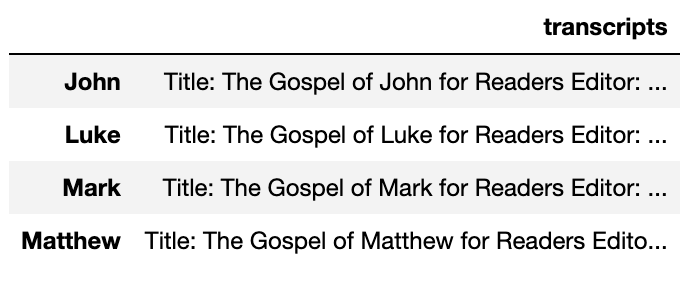 transcripts
John Title: The Gospel of John for Readers Editor: ...
Luke Title: The Gospel of Luke for Readers Editor: ...
Mark Title: The Gospel of Mark for Readers Editor: ...
Matthew Title: The Gospel of Matthew for Readers Edito...